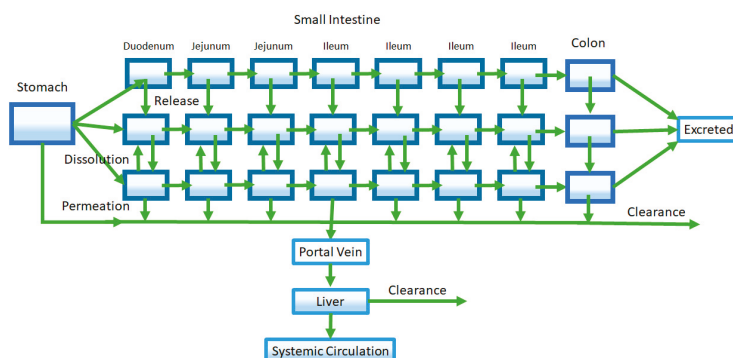 Small Intestine
Duodenum Jejunum Jejunum Ileum Ileum Ileum Ileum Colon
Stomach
Release
Excreted
Dissolution
Permeation
Clearance
Portal Vein
Liver
Clearance
Systemic Circulation